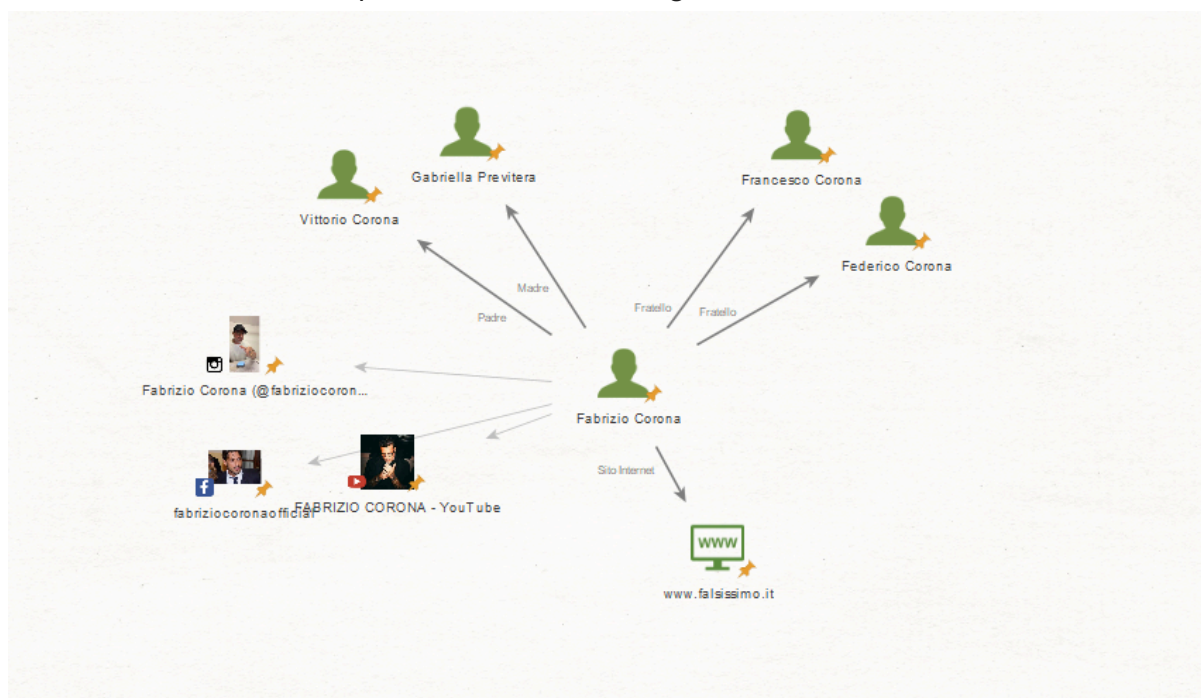 Gabriella Previtera
Francesco Corona
Vittorio Corona
Federico Corona
Madre
Padre
Fratello
Fratello
Fabrizio Corona (@fabriziocoron...
Fabrizio Corona
Sito Internet
fabriziocoronaofficial
FABRIZIO CORONA - YouTube
www
www.falsissimo.it